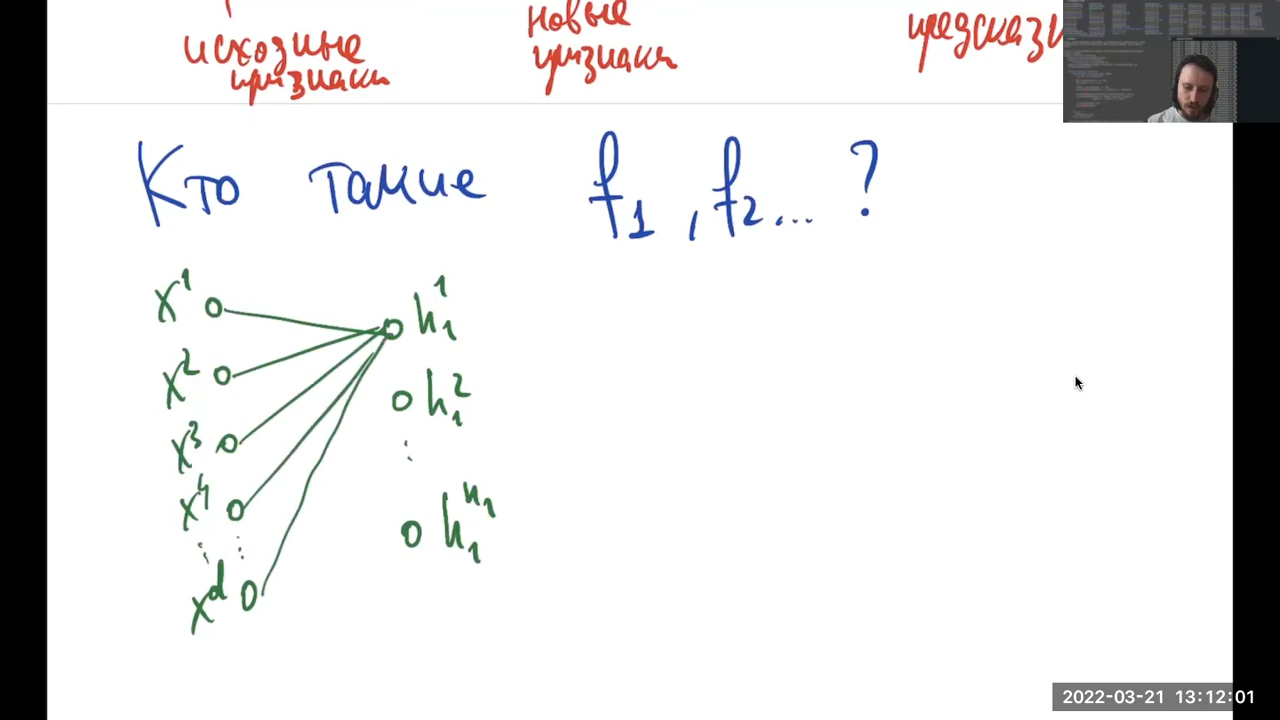 исходные признаки
новые признаки
предсказ
Кто такие f₁, f₂... ?
x¹
h₁¹
x²
h₁²
x³
x⁴
h₁ⁿ¹
xᵈ
2022-03-21 13:12:01